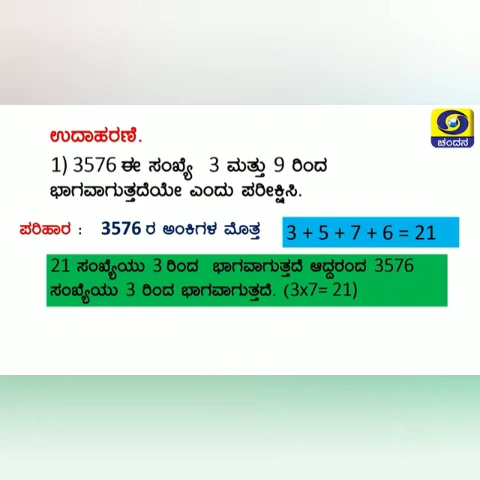 ಉದಾಹರಣೆ.
ಚಂದನ
1) 3576 ಈ ಸಂಖ್ಯೆ 3 ಮತ್ತು 9 ರಿಂದ
ಭಾಗವಾಗುತ್ತದೆಯೇ ಎಂದು ಪರೀಕ್ಷಿಸಿ.
ಪರಿಹಾರ : 3576 ರ ಅಂಕಿಗಳ ಮೊತ್ತ 3 + 5 + 7 + 6 = 21
21 ಸಂಖ್ಯೆಯು 3 ರಿಂದ ಭಾಗವಾಗುತ್ತದೆ ಆದ್ದರಂದ 3576
ಸಂಖ್ಯೆಯು 3 ರಿಂದ ಭಾಗವಾಗುತ್ತದೆ. (3x7= 21)